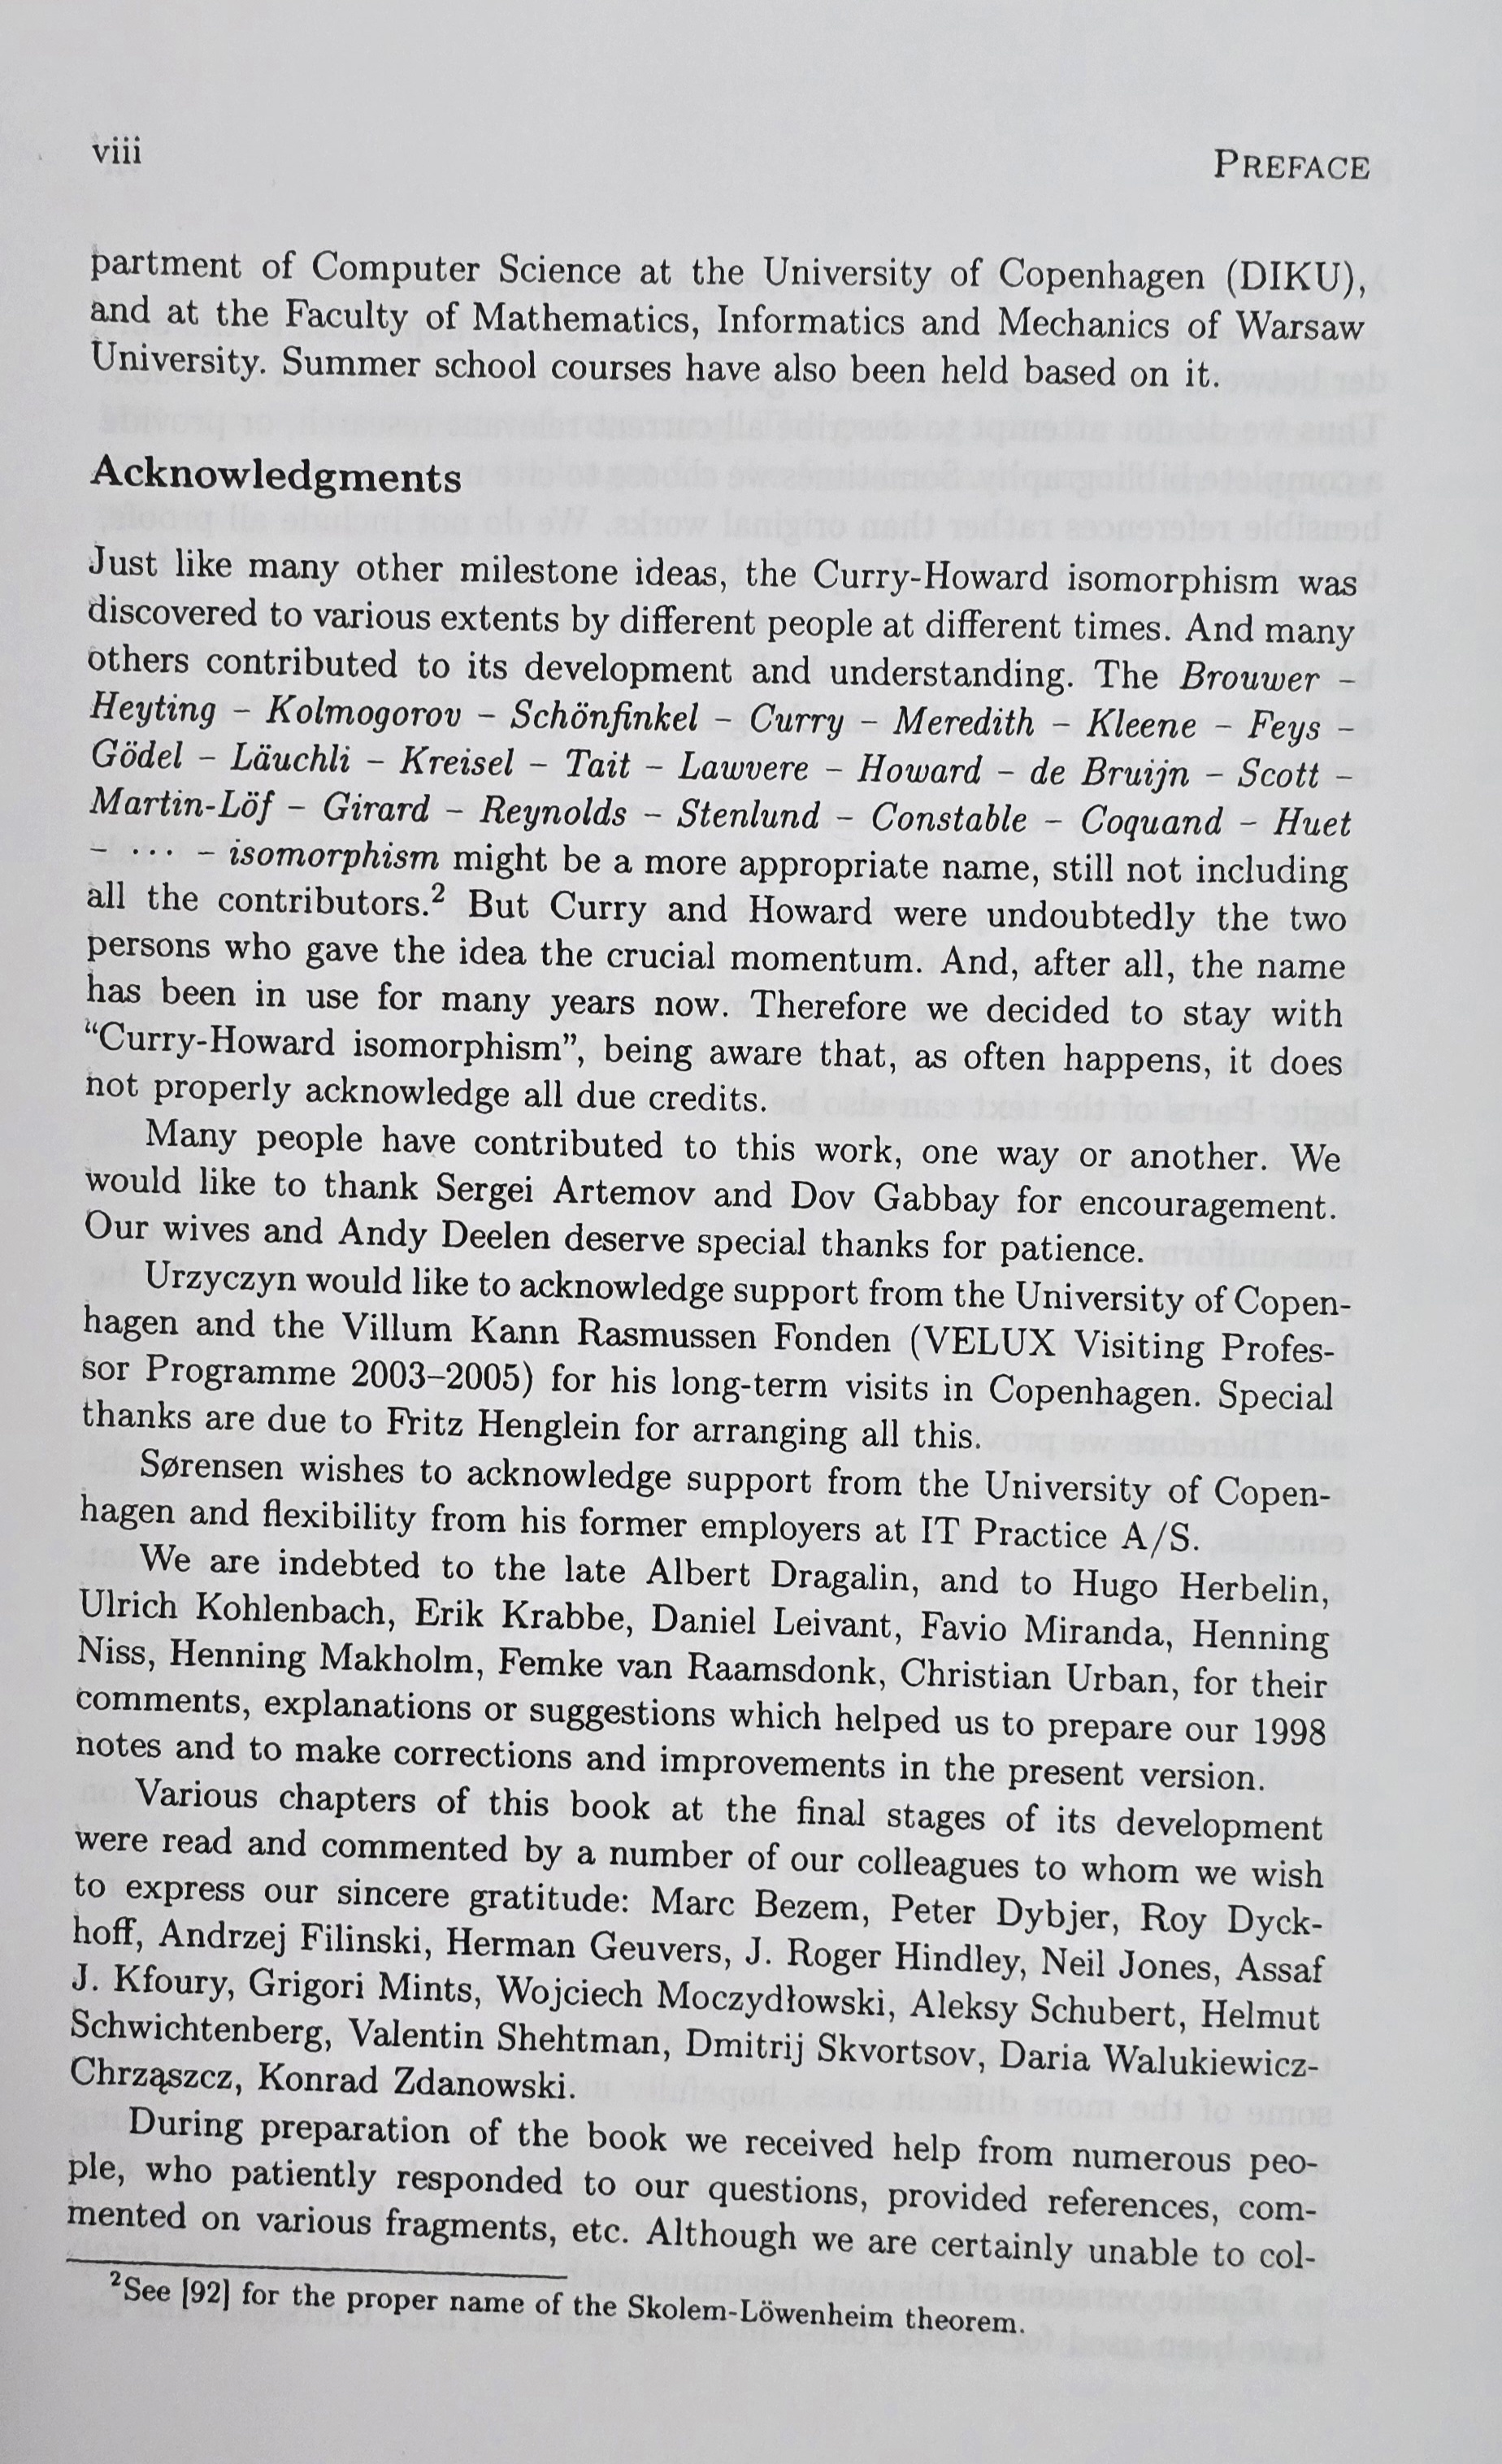 viii
PREFACE
partment of Computer Science at the University of Copenhagen (DIKU),
and at the Faculty of Mathematics, Informatics and Mechanics of Warsaw
University. Summer school courses have also been held based on it.
Acknowledgments
Just like many other milestone ideas, the Curry-Howard isomorphism was
discovered to various extents by different people at different times. And many
others contributed to its development and understanding. The Brouwer –
Heyting – Kolmogorov – Schönfinkel – Curry – Meredith – Kleene – Feys –
Gödel – Läuchli – Kreisel – Tait – Lawvere – Howard – de Bruijn – Scott –
Martin-Löf – Girard – Reynolds – Stenlund – Constable – Coquand – Huet
– ··· – isomorphism might be a more appropriate name, still not including
all the contributors.² But Curry and Howard were undoubtedly the two
persons who gave the idea the crucial momentum. And, after all, the name
has been in use for many years now. Therefore we decided to stay with
“Curry-Howard isomorphism”, being aware that, as often happens, it does
not properly acknowledge all due credits.
Many people have contributed to this work, one way or another. We
would like to thank Sergei Artemov and Dov Gabbay for encouragement.
Our wives and Andy Deelen deserve special thanks for patience.
Urzyczyn would like to acknowledge support from the University of Copen-
hagen and the Villum Kann Rasmussen Fonden (VELUX Visiting Profes-
sor Programme 2003–2005) for his long-term visits in Copenhagen. Special
thanks are due to Fritz Henglein for arranging all this.
Sørensen wishes to acknowledge support from the University of Copen-
hagen and flexibility from his former employers at IT Practice A/S.
We are indebted to the late Albert Dragalin, and to Hugo Herbelin,
Ulrich Kohlenbach, Erik Krabbe, Daniel Leivant, Favio Miranda, Henning
Niss, Henning Makholm, Femke van Raamsdonk, Christian Urban, for their
comments, explanations or suggestions which helped us to prepare our 1998
notes and to make corrections and improvements in the present version.
Various chapters of this book at the final stages of its development
were read and commented by a number of our colleagues to whom we wish
to express our sincere gratitude: Marc Bezem, Peter Dybjer, Roy Dyck-
hoff, Andrzej Filinski, Herman Geuvers, J. Roger Hindley, Neil Jones, Assaf
J. Kfoury, Grigori Mints, Wojciech Moczydłowski, Aleksy Schubert, Helmut
Schwichtenberg, Valentin Shehtman, Dmitrij Skvortsov, Daria Walukiewicz-
Chrząszcz, Konrad Zdanowski.
During preparation of the book we received help from numerous peo-
ple, who patiently responded to our questions, provided references, com-
mented on various fragments, etc. Although we are certainly unable to col-
²See [92] for the proper name of the Skolem-Löwenheim theorem.